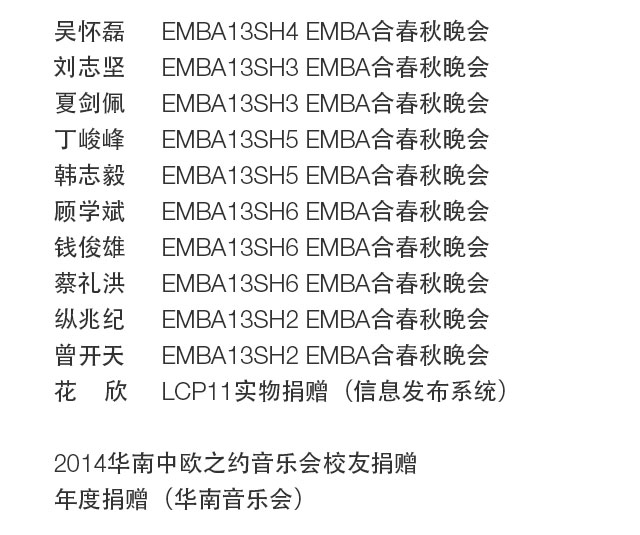 吴怀磊 EMBA13SH4 EMBA合春秋晚会
刘志坚 EMBA13SH3 EMBA合春秋晚会
夏剑佩 EMBA13SH3 EMBA合春秋晚会
丁峻峰 EMBA13SH5 EMBA合春秋晚会
韩志毅 EMBA13SH5 EMBA合春秋晚会
顾学斌 EMBA13SH6 EMBA合春秋晚会
钱俊雄 EMBA13SH6 EMBA合春秋晚会
蔡礼洪 EMBA13SH6 EMBA合春秋晚会
纵兆纪 EMBA13SH2 EMBA合春秋晚会
曾开天 EMBA13SH2 EMBA合春秋晚会
花 欣 LCP11实物捐赠（信息发布系统）
2014华南中欧之约音乐会校友捐赠
年度捐赠（华南音乐会）